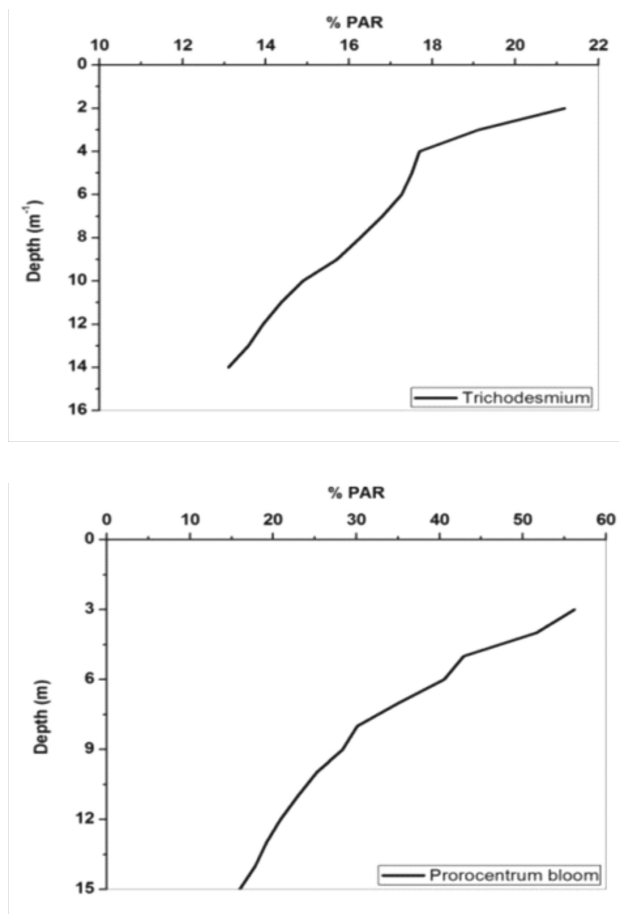 % PAR
10 12 14 16 18 20 22
0
2
4
6
8
10
12
14
16
Depth (m⁻¹)
Trichodesmium
% PAR
0 10 20 30 40 50 60
0
3
6
9
12
15
Depth (m)
Prorocentrum bloom